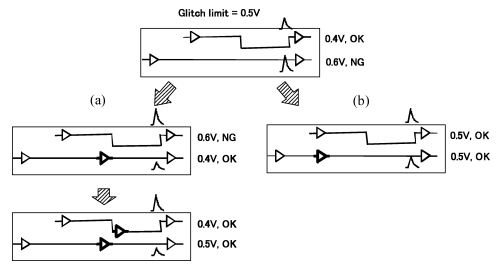 Glitch limit = 0.5V
0.4V, OK
0.6V, NG
(a)
(b)
0.6V, NG
0.4V, OK
0.5V, OK
0.5V, OK
0.4V, OK
0.5V, OK